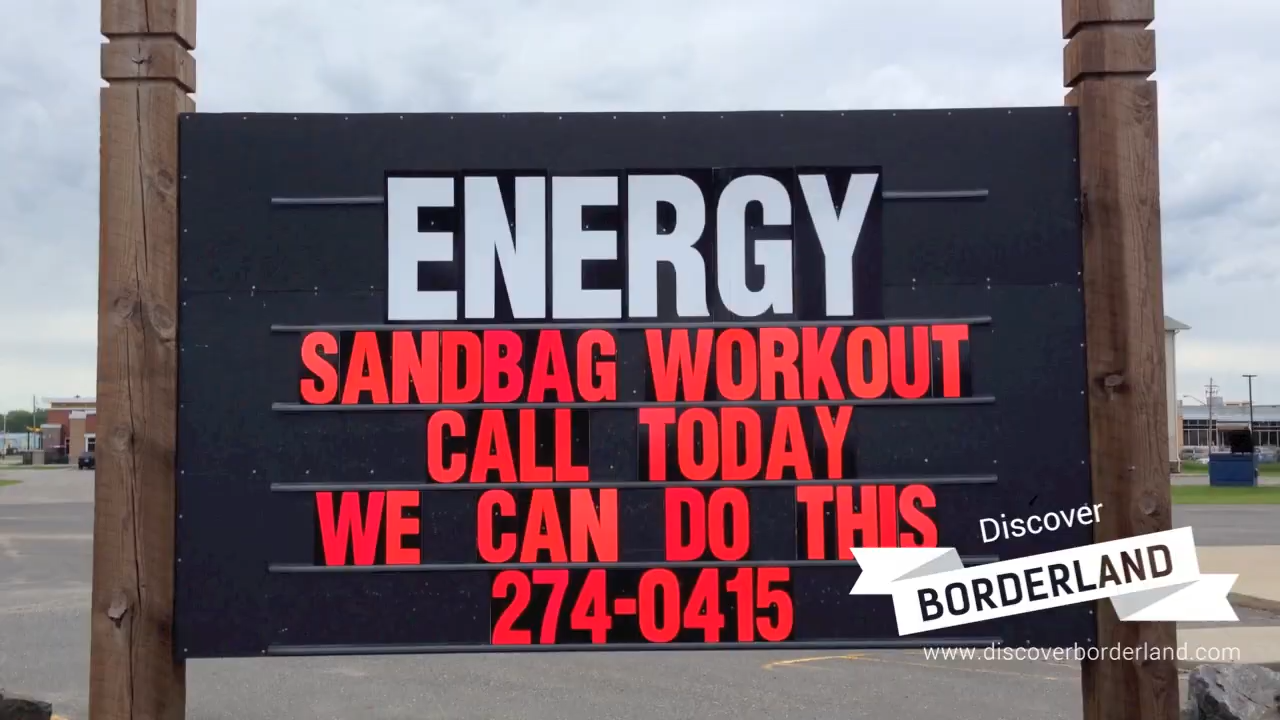 ENERGY
SANDBAG WORKOUT
CALL TODAY
WE CAN DO THIS
274-0415
Discover
BORDERLAND
www.discoverborderland.com